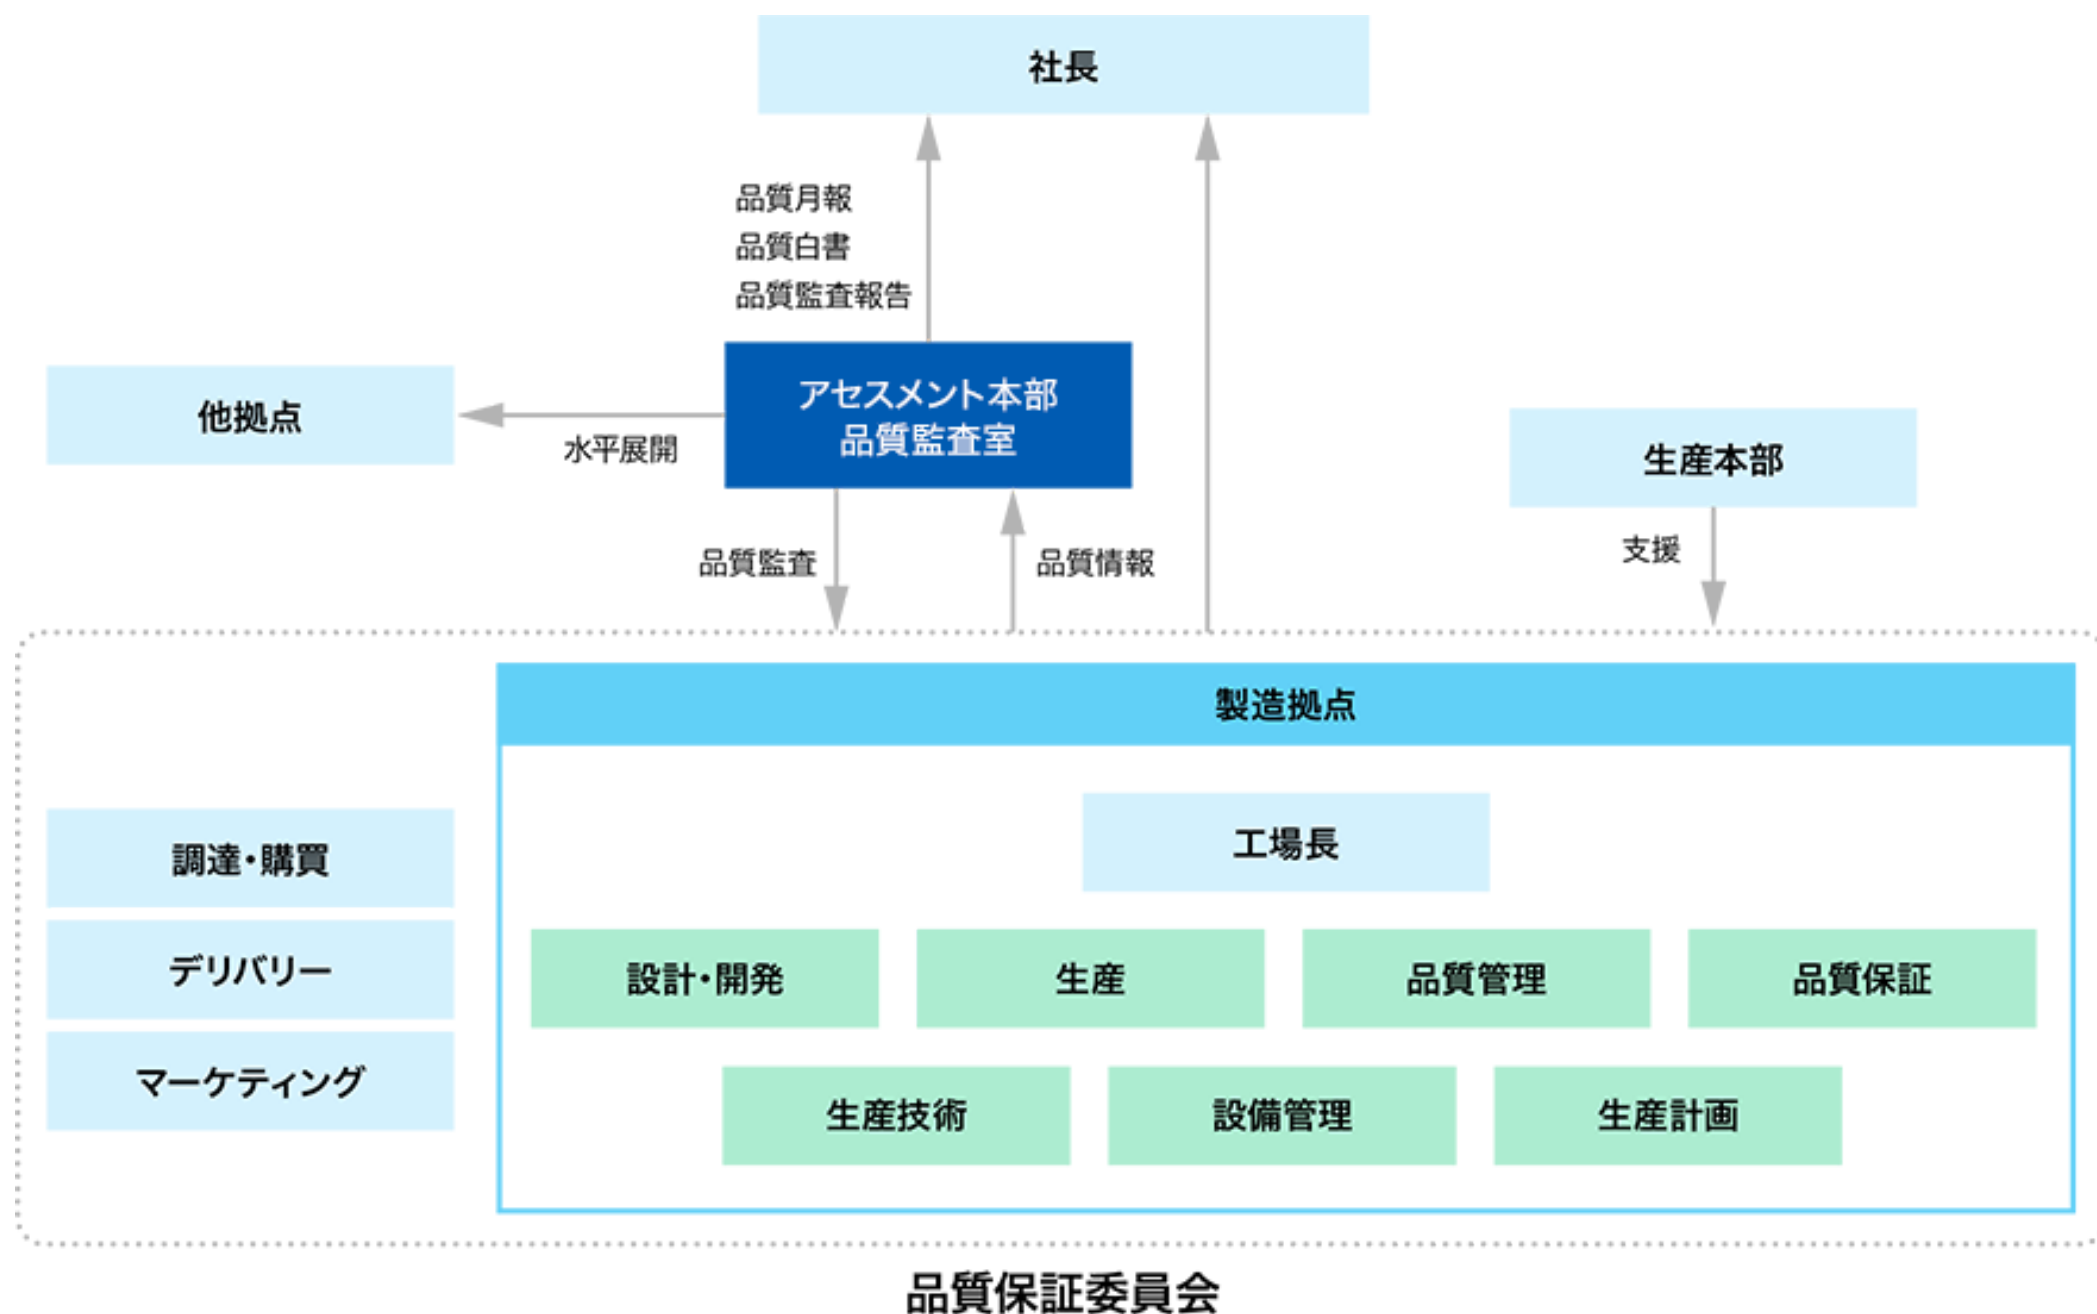 社長
品質月報
品質白書
品質監査報告
アセスメント本部
品質監査室
他拠点
水平展開
生産本部
支援
品質監査
品質情報
製造拠点
工場長
調達・購買
デリバリー
マーケティング
設計・開発
生産
品質管理
品質保証
生産技術
設備管理
生産計画
品質保証委員会